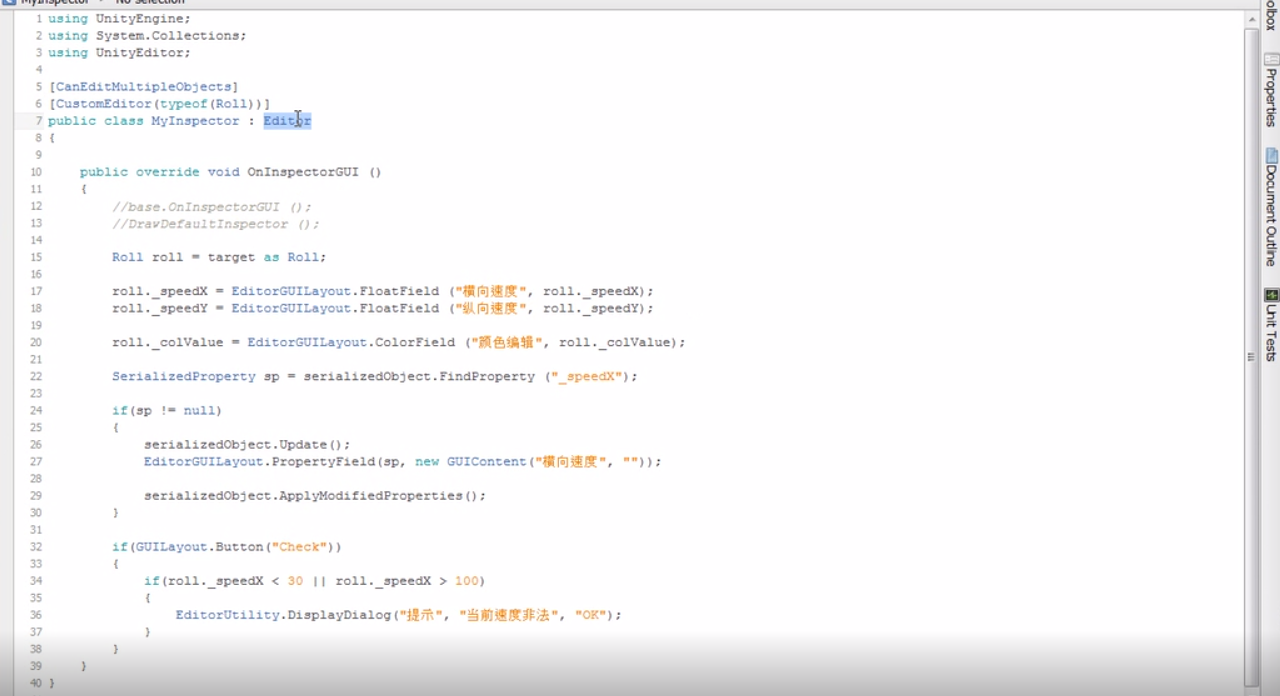 MyInspector No selection
1 using UnityEngine;
2 using System.Collections;
3 using UnityEditor;
4
5 [CanEditMultipleObjects]
6 [CustomEditor(typeof(Roll))]
7 public class MyInspector : Editor
8 {
9
10 public override void OnInspectorGUI ()
11 {
12 //base.OnInspectorGUI ();
13 //DrawDefaultInspector ();
14
15 Roll roll = target as Roll;
16
17 roll._speedX = EditorGUILayout.FloatField ("横向速度", roll._speedX);
18 roll._speedY = EditorGUILayout.FloatField ("纵向速度", roll._speedY);
19
20 roll._colValue = EditorGUILayout.ColorField ("颜色编辑", roll._colValue);
21
22 SerializedProperty sp = serializedObject.FindProperty ("_speedX");
23
24 if(sp != null)
25 {
26 serializedObject.Update();
27 EditorGUILayout.PropertyField(sp, new GUIContent("横向速度", ""));
28
29 serializedObject.ApplyModifiedProperties();
30 }
31
32 if(GUILayout.Button("Check"))
33 {
34 if(roll._speedX < 30 || roll._speedX > 100)
35 {
36 EditorUtility.DisplayDialog("提示", "当前速度非法", "OK");
37 }
38 }
39 }
40 }
Properties
Document Outline
Unit Tests